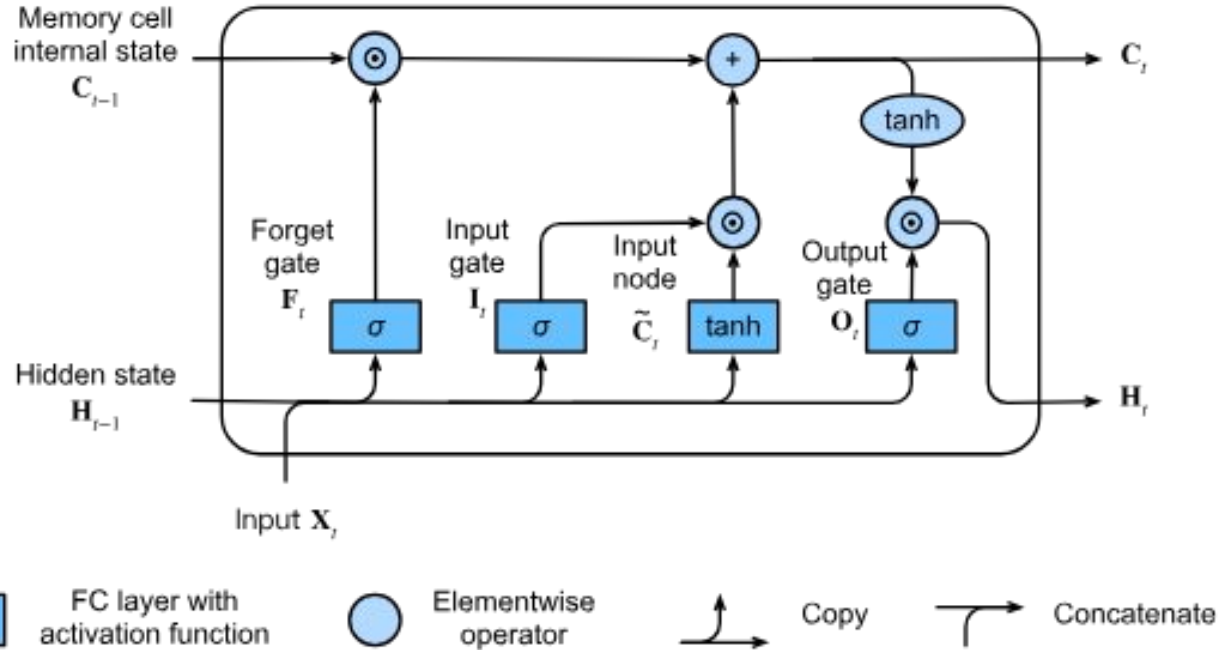 Memory cell
internal state
C_{t-1}
C_t
tanh
+
Forget
gate
F_t
Input
gate
I_t
Input
node
C̃_t
Output
gate
O_t
σ
σ
tanh
σ
Hidden state
H_{t-1}
H_t
Input X_t
FC layer with
activation function
Elementwise
operator
Copy
Concatenate